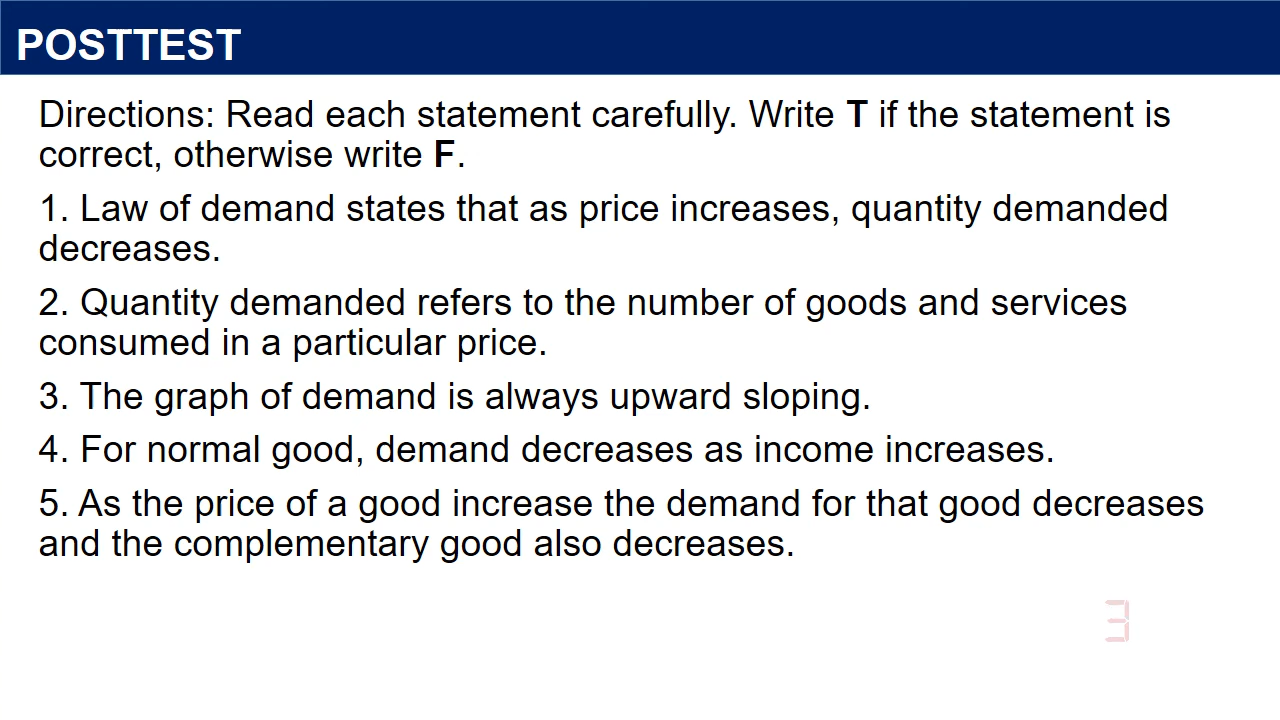 POSTTEST
Directions: Read each statement carefully. Write T if the statement is
correct, otherwise write F.
1. Law of demand states that as price increases, quantity demanded
decreases.
2. Quantity demanded refers to the number of goods and services
consumed in a particular price.
3. The graph of demand is always upward sloping.
4. For normal good, demand decreases as income increases.
5. As the price of a good increase the demand for that good decreases
and the complementary good also decreases.
3